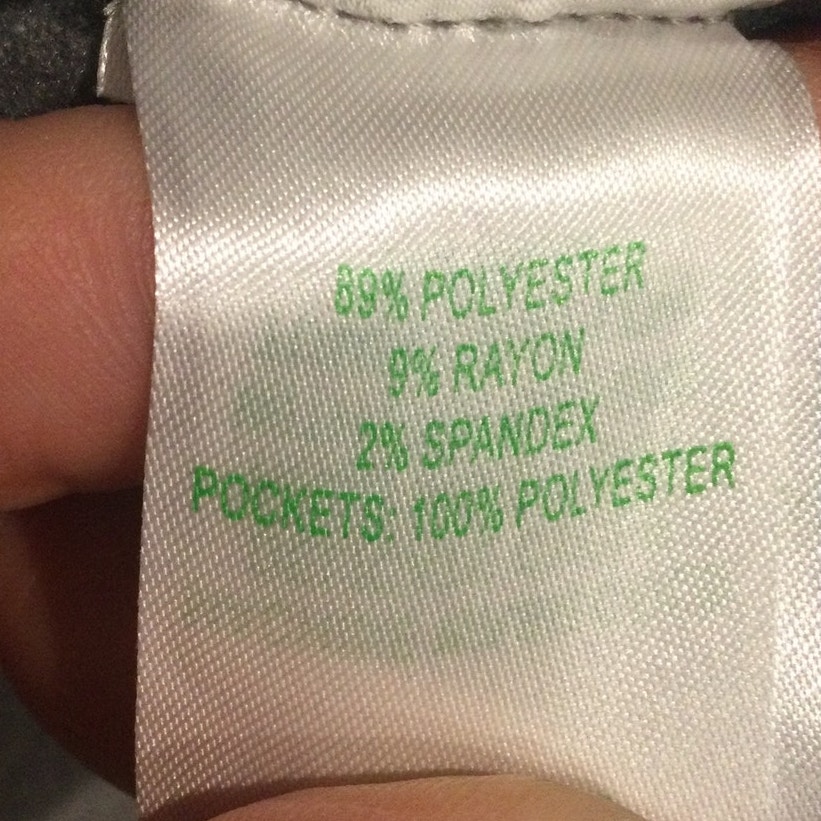 89% POLYESTER
9% RAYON
2% SPANDEX
POCKETS: 100% POLYESTER